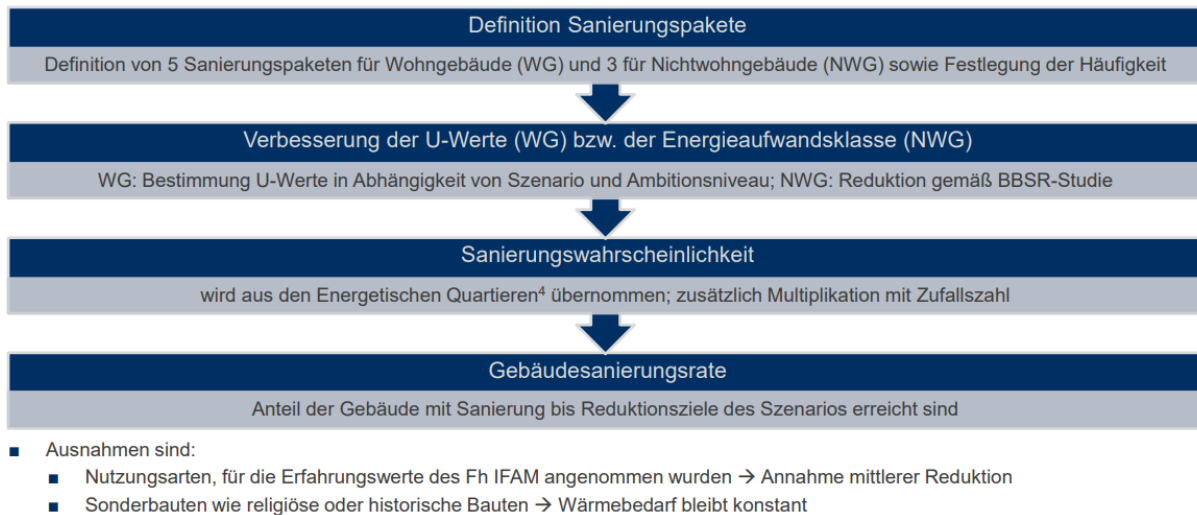 Definition Sanierungspakete
Definition von 5 Sanierungspaketen für Wohngebäude (WG) und 3 für Nichtwohngebäude (NWG) sowie Festlegung der Häufigkeit
Verbesserung der U-Werte (WG) bzw. der Energieaufwandsklasse (NWG)
WG: Bestimmung U-Werte in Abhängigkeit von Szenario und Ambitionsniveau; NWG: Reduktion gemäß BBSR-Studie
Sanierungswahrscheinlichkeit
wird aus den Energetischen Quartieren⁴ übernommen; zusätzlich Multiplikation mit Zufallszahl
Gebäudesanierungsrate
Anteil der Gebäude mit Sanierung bis Reduktionsziele des Szenarios erreicht sind
■ Ausnahmen sind:
■ Nutzungsarten, für die Erfahrungswerte des Fh IFAM angenommen wurden → Annahme mittlerer Reduktion
■ Sonderbauten wie religiöse oder historische Bauten → Wärmebedarf bleibt konstant